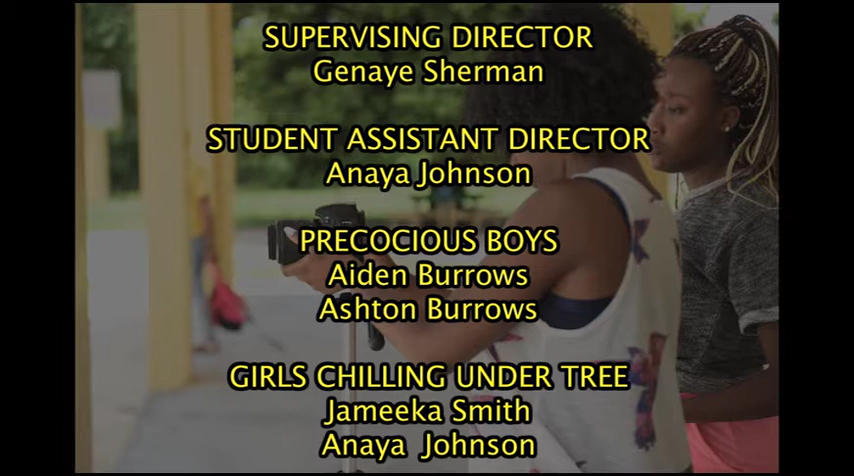 SUPERVISING DIRECTOR
Genaye Sherman
STUDENT ASSISTANT DIRECTOR
Anaya Johnson
PRECOCIOUS BOYS
Aiden Burrows
Ashton Burrows
GIRLS CHILLING UNDER TREE
Jameeka Smith
Anaya Johnson